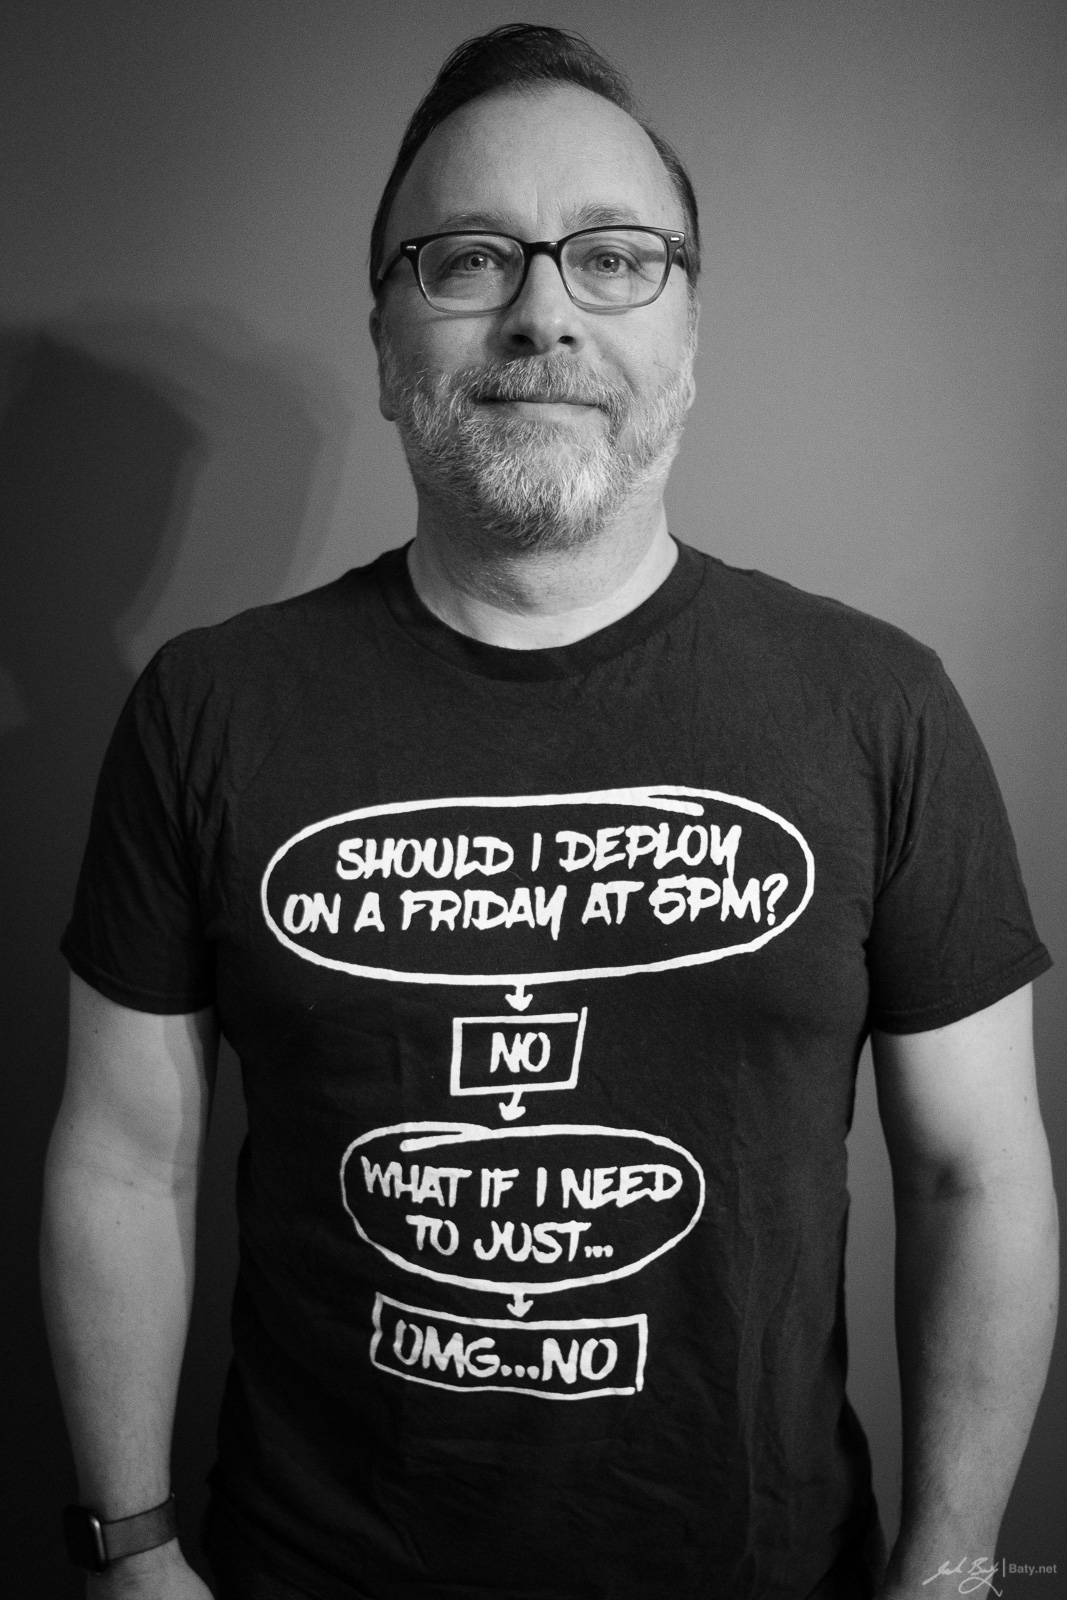 SHOULD I DEPLOY
ON A FRIDAY AT 5PM?
NO
WHAT IF I NEED
TO JUST...
OMG...NO
Baty.net